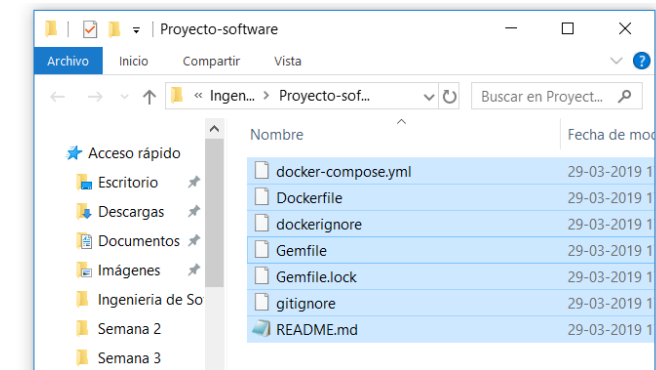 Proyecto-software
Archivo Inicio Compartir Vista
« Ingen... > Proyecto-sof... Buscar en Proyect...
Nombre Fecha de mod
Acceso rápido
Escritorio
Descargas
Documentos
Imágenes
Ingenieria de So
Semana 2
Semana 3
docker-compose.yml 29-03-2019 1
Dockerfile 29-03-2019 1
dockerignore 29-03-2019 1
Gemfile 29-03-2019 1
Gemfile.lock 29-03-2019 1
gitignore 29-03-2019 1
README.md 29-03-2019 1